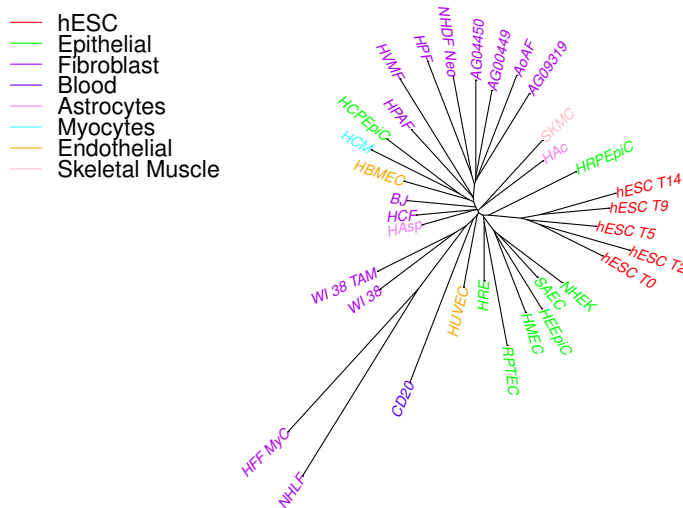 hESC
Epithelial
Fibroblast
Blood
Astrocytes
Myocytes
Endothelial
Skeletal Muscle
HVMF
HPF
NHDF Neo
AG04450
AG00449
AoAF
AG09319
HCPEpiC
HPAF
SKMC
HCM
HAc
HRPEpiC
HBMEC
hESC T14
BJ
hESC T9
HCF
HAsp
hESC T5
hESC T2
hESC T0
WI 38 TAM
WI 38
HUVEC
HRE
SAEC
NHEK
HMEC
HEEpiC
RPTEC
CD20
HFF MyC
NHLF